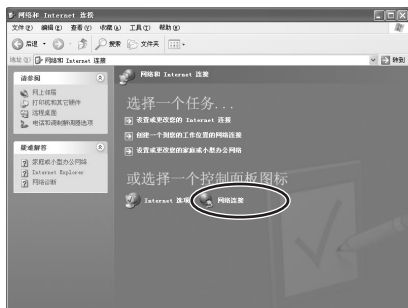 网络和 Internet 连接
文件(F) 编辑(E) 查看(V) 收藏(A) 工具(T) 帮助(H)
后退 搜索 文件夹
地址(D) 网络和 Internet 连接 转到
请参阅
网上邻居
打印机和其它硬件
远程桌面
电话和调制解调器选项
疑难解答
家庭或小型办公网络
Internet Explorer
网络诊断
网络和 Internet 连接
选择一个任务...
设置或更改您的 Internet 连接
创建一个到您的工作位置的网络连接
设置或更改您的家庭或小型办公网络
或选择一个控制面板图标
Internet 选项 网络连接